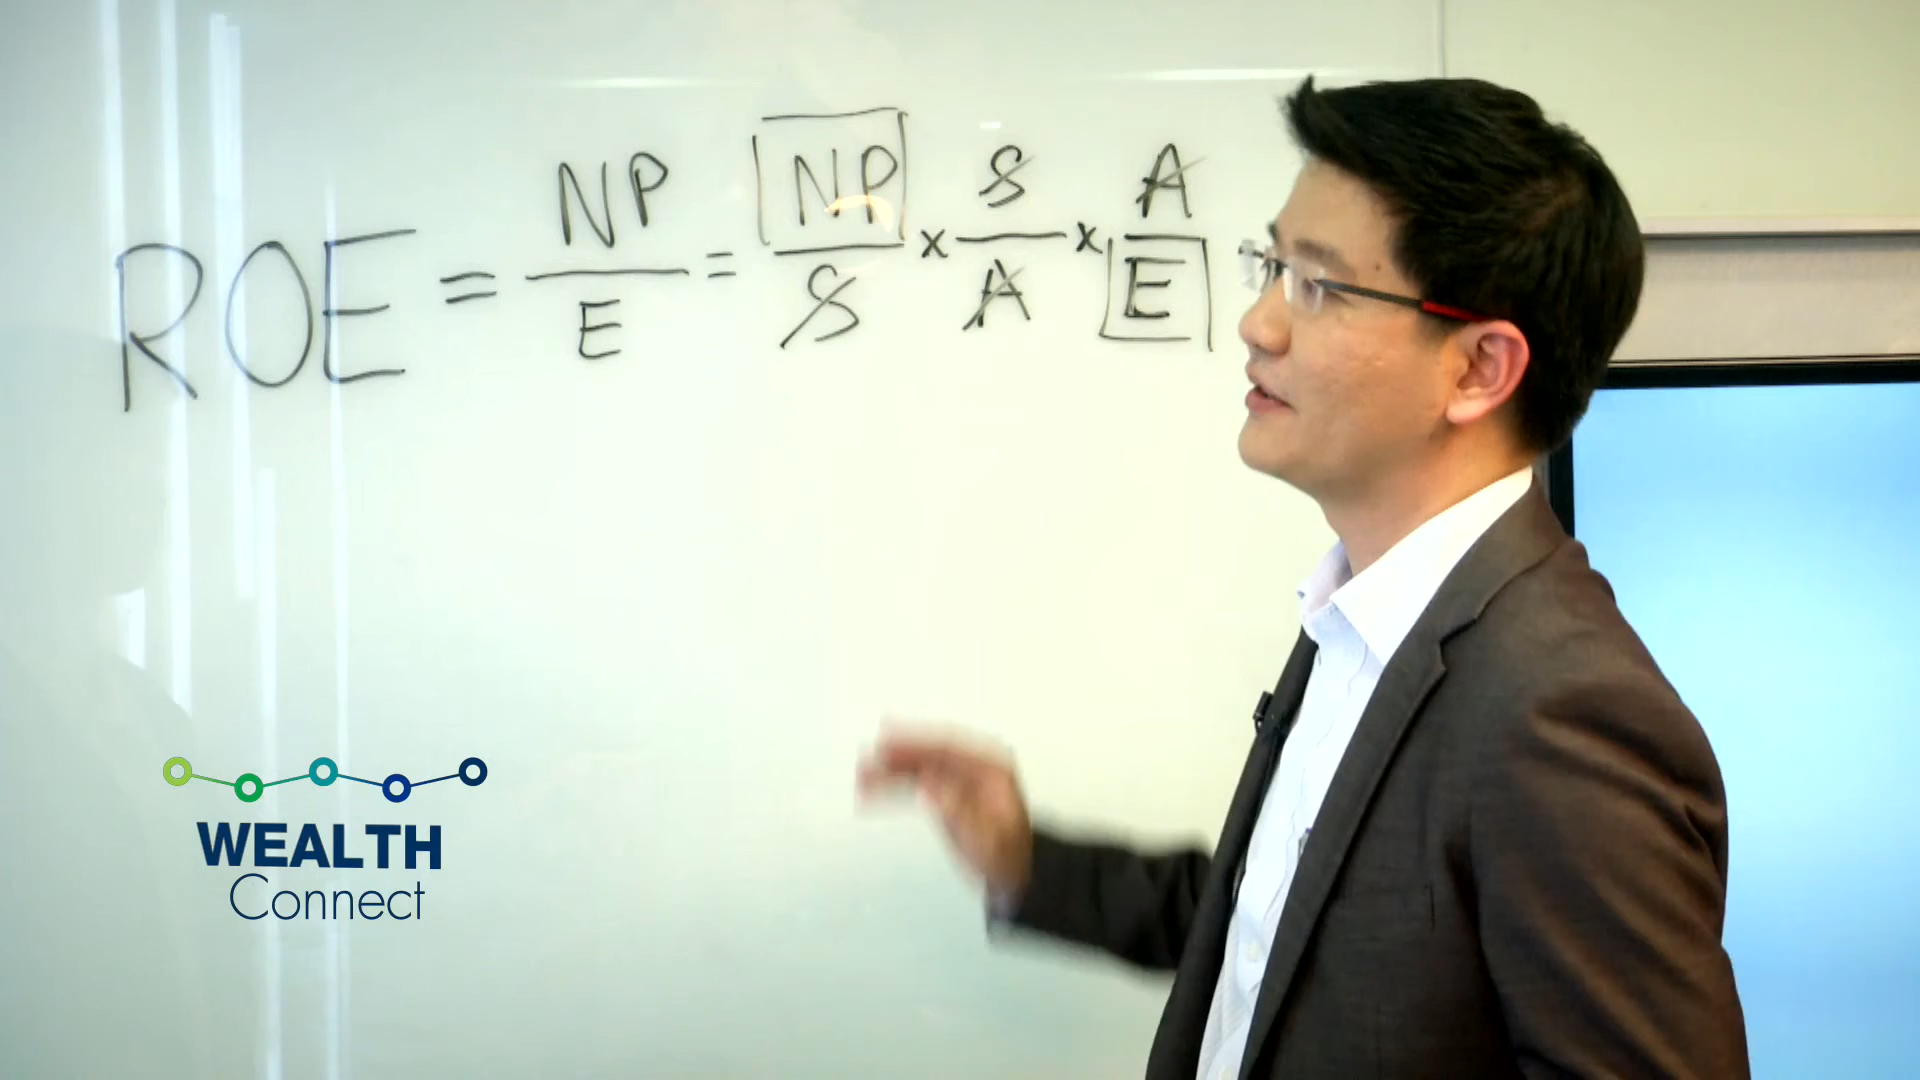 ROE = NP/E = NP/S x S/A x A/E
WEALTH
Connect